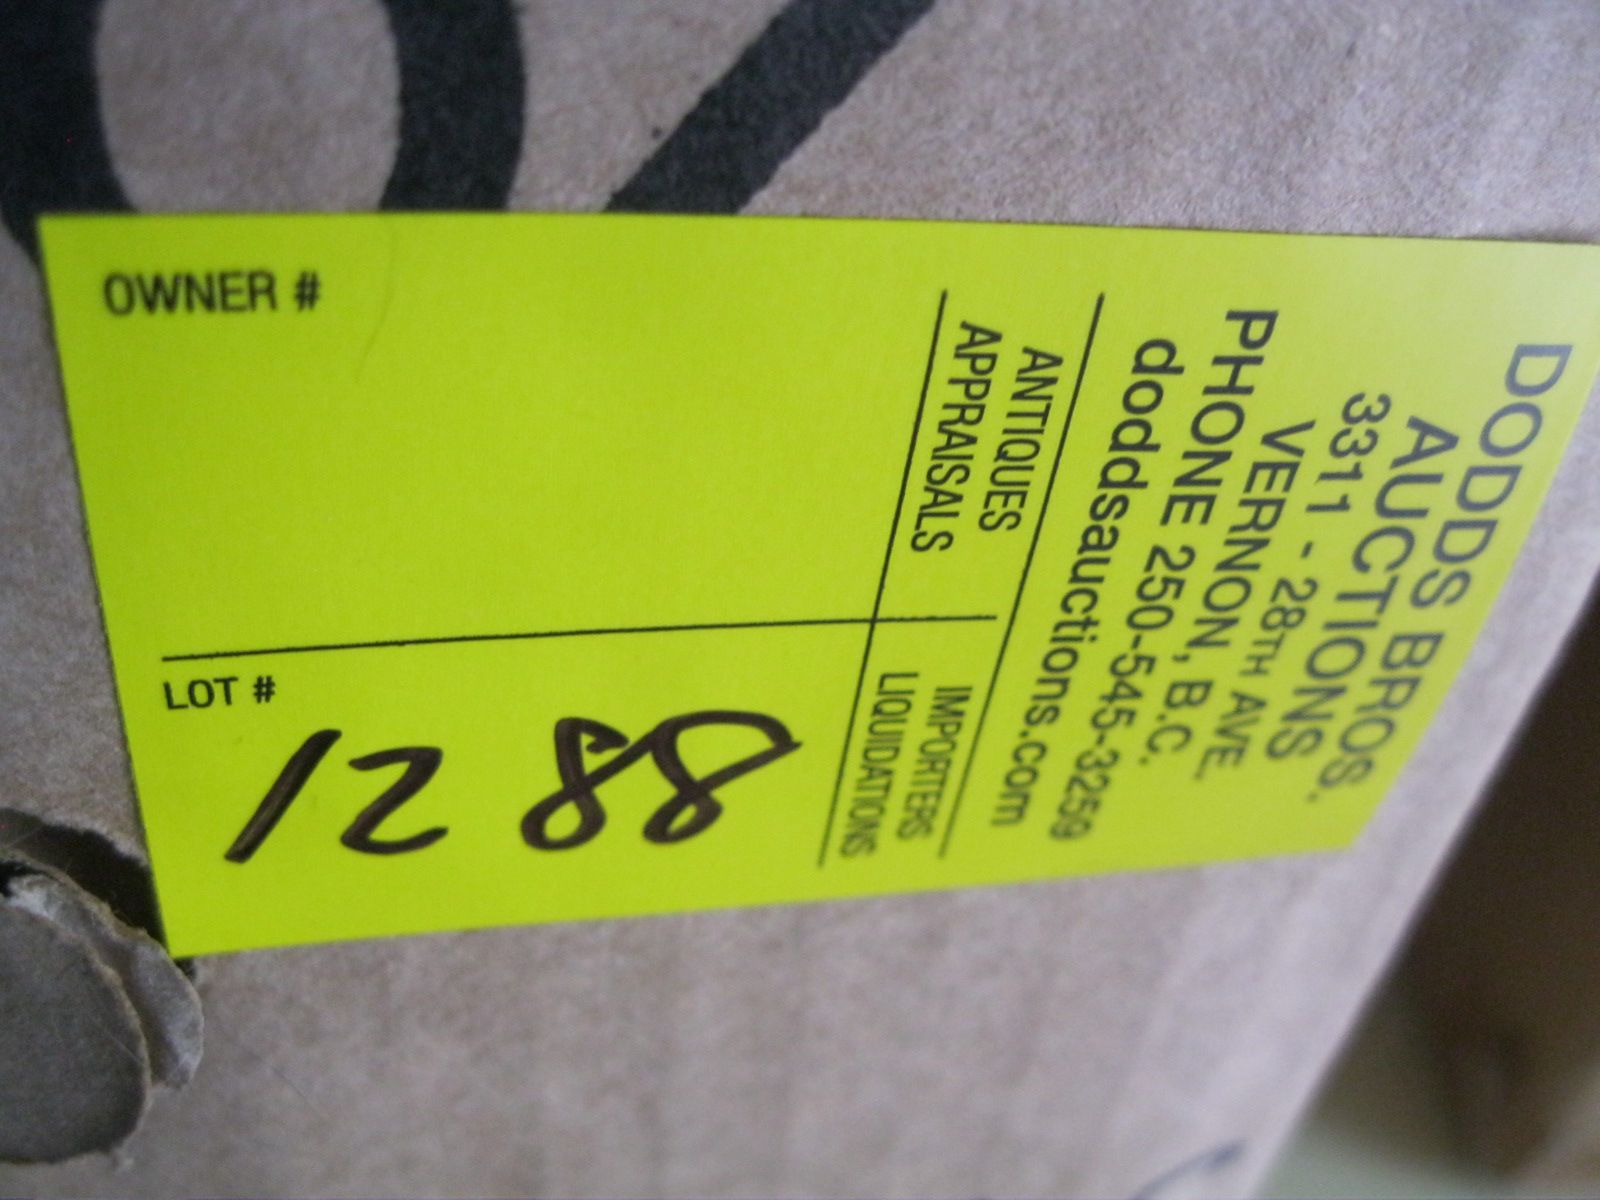 DODDS BROS.
AUCTIONS
3311 - 28TH AVE.
VERNON, B.C.
PHONE 250-545-3259
doddsauctions.com
ANTIQUES IMPORTERS
APPRAISALS LIQUIDATIONS
OWNER #
LOT #
1288